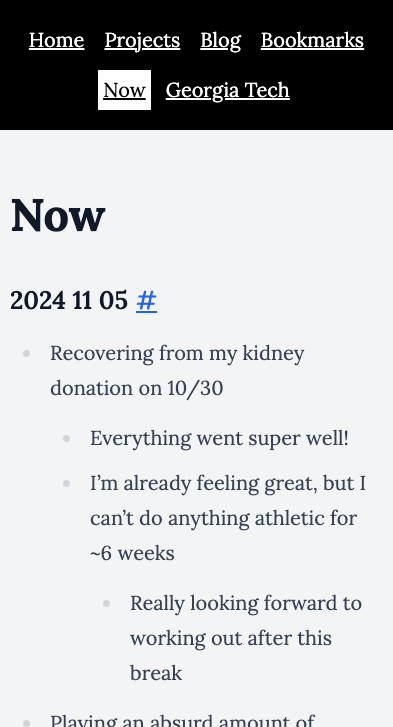 Home Projects Blog Bookmarks
Now Georgia Tech
Now
2024 11 05 #
Recovering from my kidney
donation on 10/30
Everything went super well!
I’m already feeling great, but I
can’t do anything athletic for
~6 weeks
Really looking forward to
working out after this
break
Playing an absurd amount of